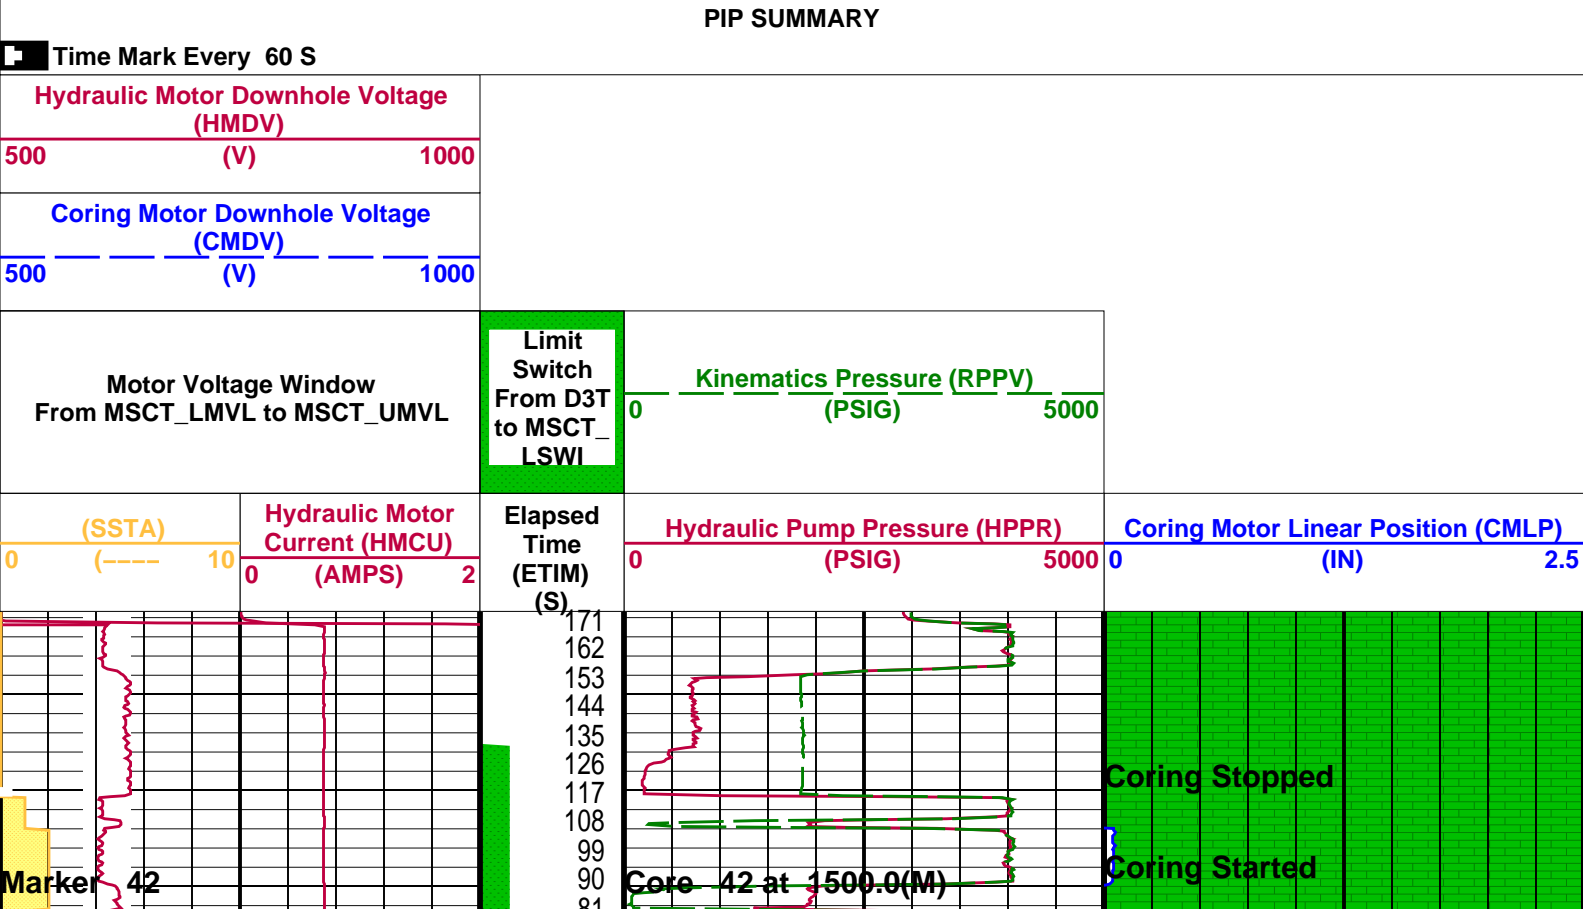 PIP SUMMARY
Time Mark Every 60 S
Hydraulic Motor Downhole Voltage
(HMDV)
500 (V) 1000
Coring Motor Downhole Voltage
(CMDV)
500 (V) 1000
Motor Voltage Window
From MSCT_LMVL to MSCT_UMVL
Limit
Switch
From D3T
to MSCT_
LSWI
Kinematics Pressure (RPPV)
0 (PSIG) 5000
(SSTA)
0 (---- 10
Hydraulic Motor
Current (HMCU)
0 (AMPS) 2
Elapsed
Time
(ETIM)
(S)
Hydraulic Pump Pressure (HPPR)
0 (PSIG) 5000
Coring Motor Linear Position (CMLP)
0 (IN) 2.5
171
162
153
144
135
126
117
108
99
90
81
Coring Stopped
Coring Started
Marker 42
Core 42 at 1500.0(M)